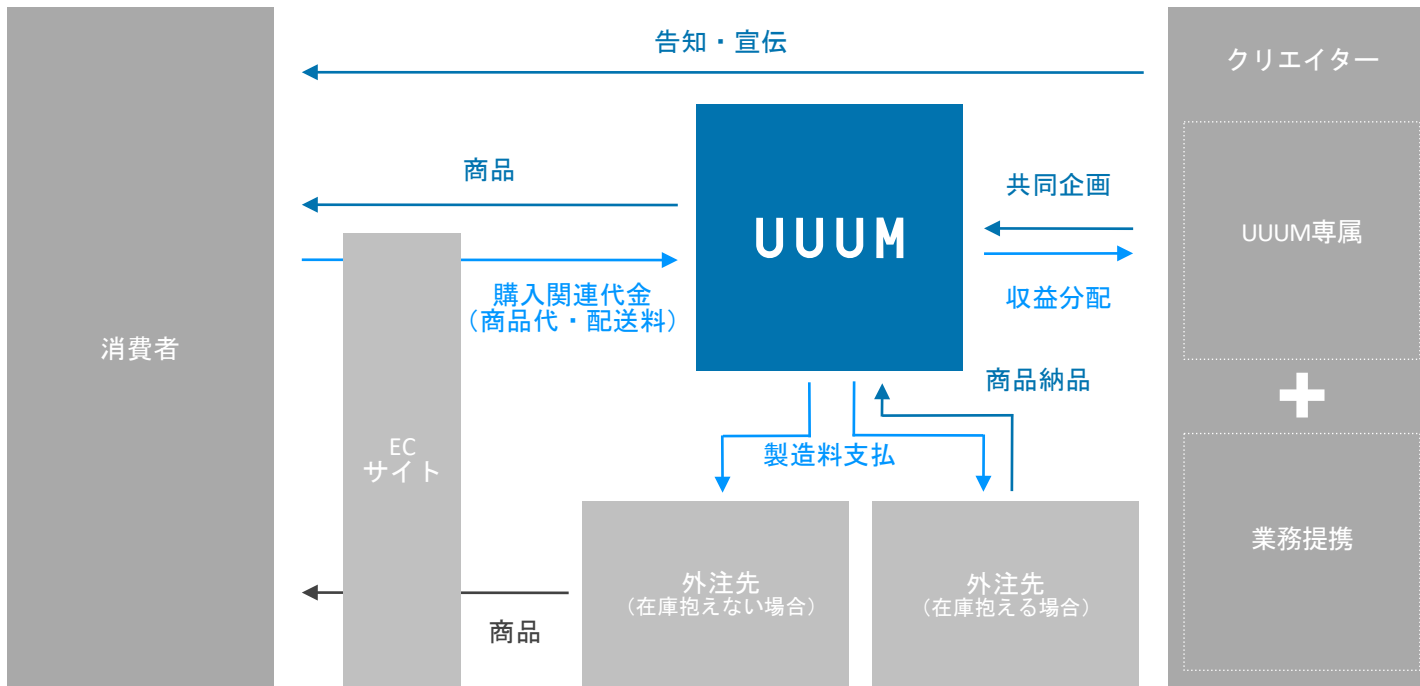 告知・宣伝
クリエイター
商品
UUUM
共同企画
UUUM専属
購入関連代金
（商品代・配送料）
収益分配
消費者
商品納品
EC
サイト
製造料支払
業務提携
外注先
（在庫抱えない場合）
外注先
（在庫抱える場合）
商品